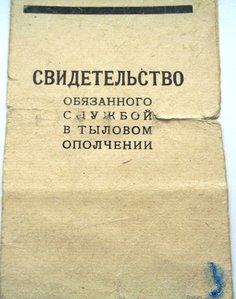 СВИДЕТЕЛЬСТВО
ОБЯЗАННОГО
СЛУЖБОЙ
В ТЫЛОВОМ
ОПОЛЧЕНИИ